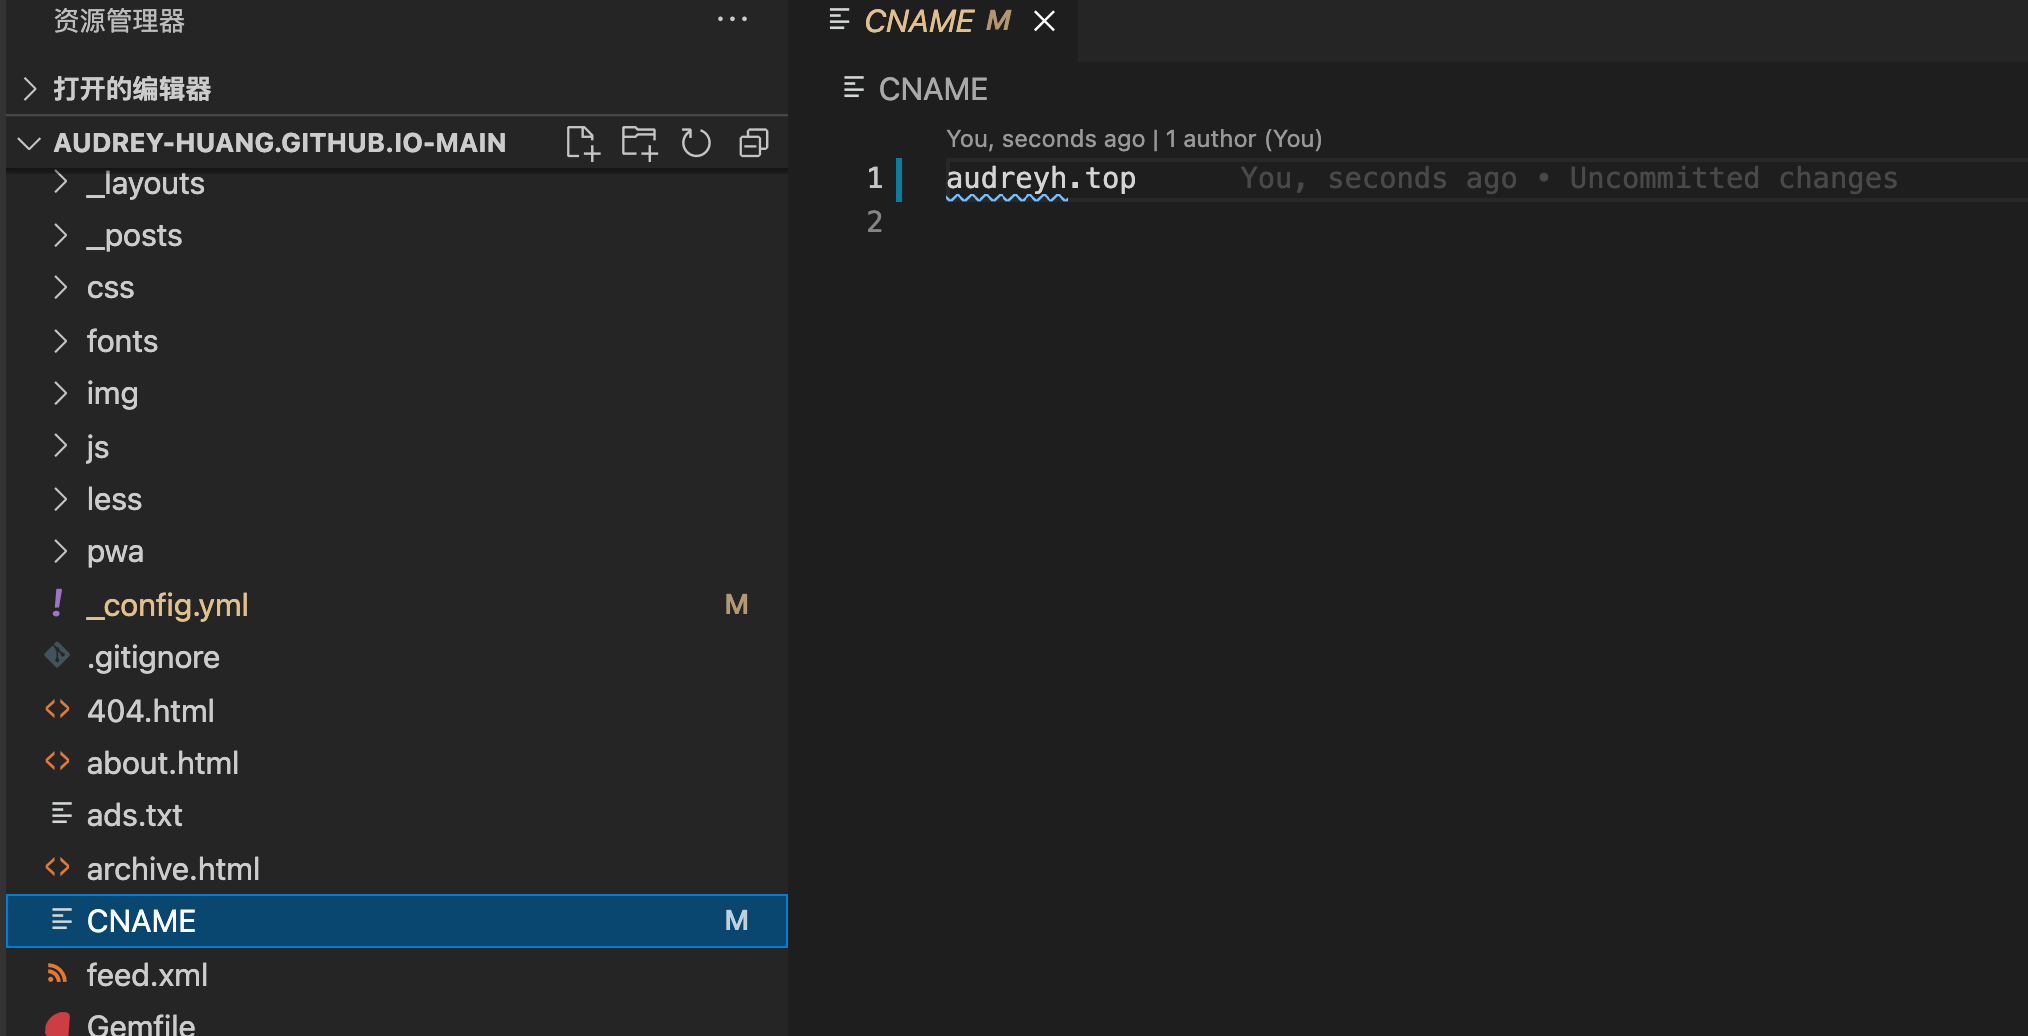 资源管理器
打开的编辑器
AUDREY-HUANG.GITHUB.IO-MAIN
_layouts
_posts
css
fonts
img
js
less
pwa
_config.yml M
.gitignore
404.html
about.html
ads.txt
archive.html
CNAME M
feed.xml
Gemfile
CNAME M
CNAME
You, seconds ago | 1 author (You)
1 audreyh.top You, seconds ago • Uncommitted changes
2